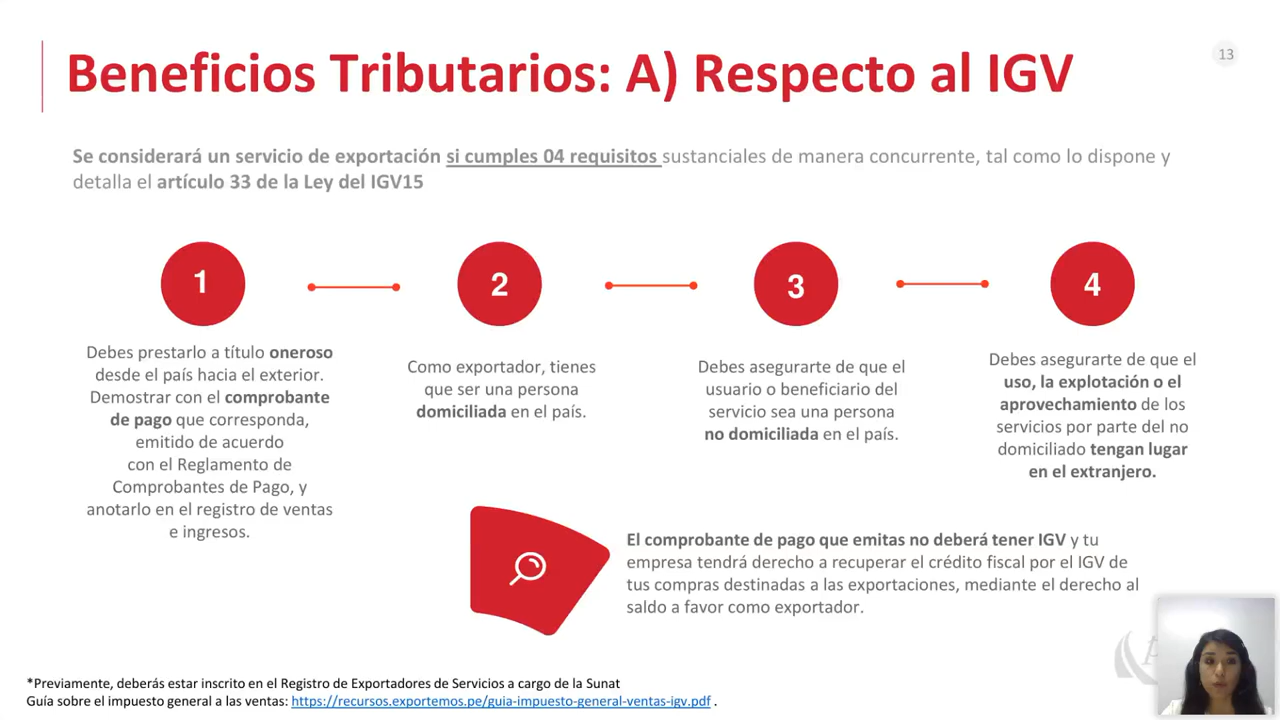 Beneficios Tributarios: A) Respecto al IGV
13
Se considerará un servicio de exportación si cumples 04 requisitos sustanciales de manera concurrente, tal como lo dispone y
detalla el artículo 33 de la Ley del IGV15
1
Debes prestarlo a título oneroso
desde el país hacia el exterior.
Demostrar con el comprobante
de pago que corresponda,
emitido de acuerdo
con el Reglamento de
Comprobantes de Pago, y
anotarlo en el registro de ventas
e ingresos.
2
Como exportador, tienes
que ser una persona
domiciliada en el país.
3
Debes asegurarte de que el
usuario o beneficiario del
servicio sea una persona
no domiciliada en el país.
4
Debes asegurarte de que el
uso, la explotación o el
aprovechamiento de los
servicios por parte del no
domiciliado tengan lugar
en el extranjero.
El comprobante de pago que emitas no deberá tener IGV y tu
empresa tendrá derecho a recuperar el crédito fiscal por el IGV de
tus compras destinadas a las exportaciones, mediante el derecho al
saldo a favor como exportador.
*Previamente, deberás estar inscrito en el Registro de Exportadores de Servicios a cargo de la Sunat
Guía sobre el impuesto general a las ventas: https://recursos.exportemos.pe/guia-impuesto-general-ventas-igv.pdf .